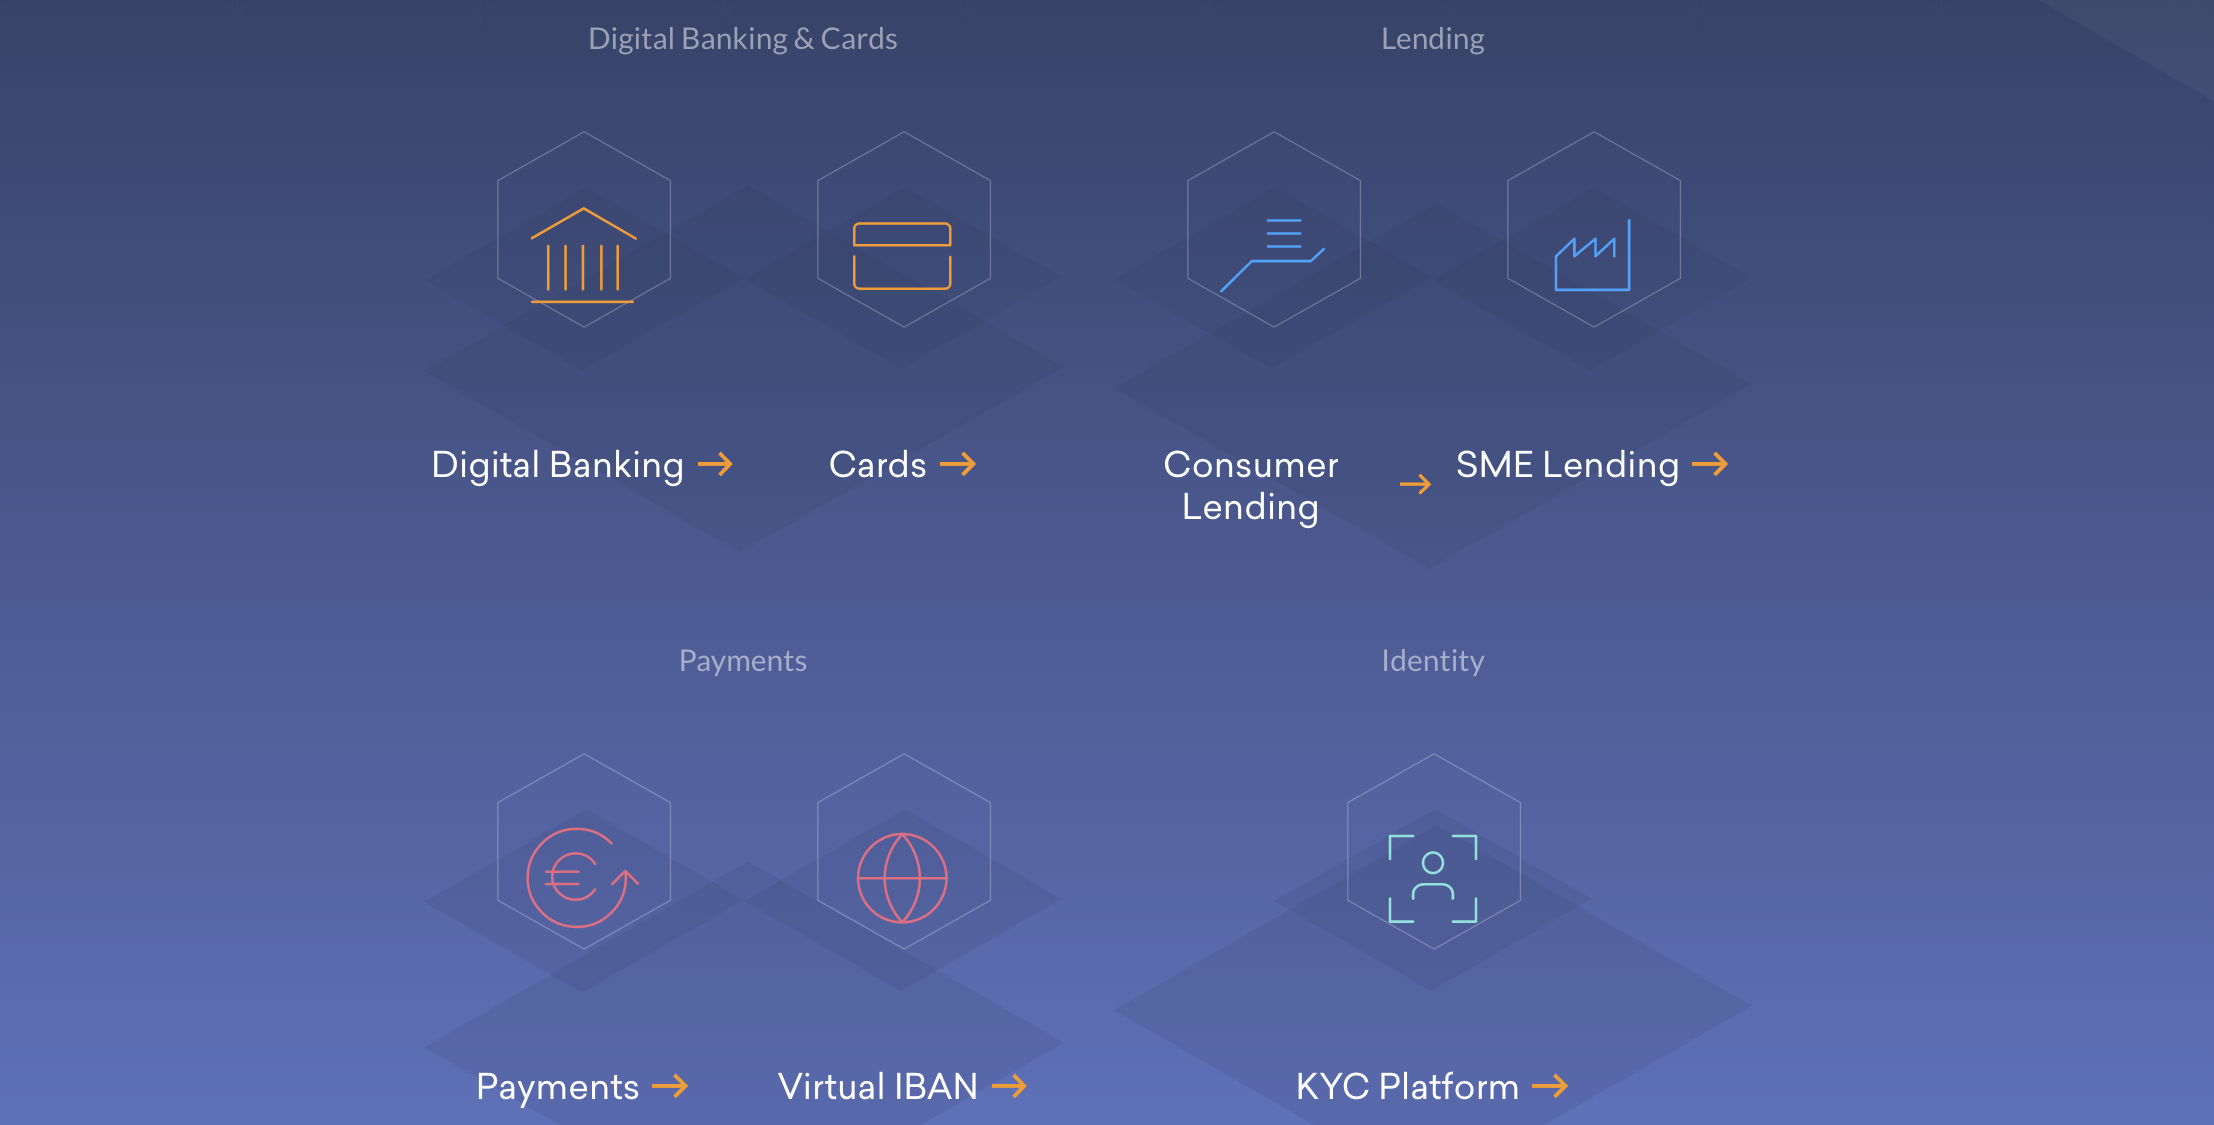 Digital Banking & Cards
Lending
Digital Banking
Cards
Consumer
Lending
SME Lending
Payments
Identity
Payments
Virtual IBAN
KYC Platform